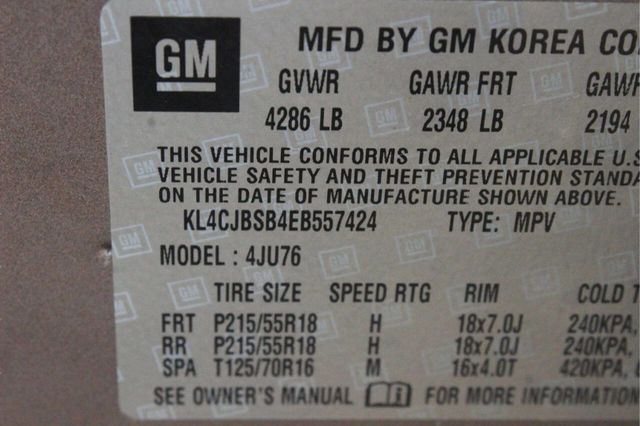 GM MFD BY GM KOREA CO
GVWR GAWR FRT GAWR
4286 LB 2348 LB 2194
THIS VEHICLE CONFORMS TO ALL APPLICABLE U.S
VEHICLE SAFETY AND THEFT PREVENTION STANDA
ON THE DATE OF MANUFACTURE SHOWN ABOVE.
KL4CJBSB4EB557424 TYPE: MPV
MODEL : 4JU76
TIRE SIZE SPEED RTG RIM COLD T
FRT P215/55R18 H 18x7.0J 240KPA,
RR P215/55R18 H 18x7.0J 240KPA,
SPA T125/70R16 M 16x4.0T 420KPA,
SEE OWNER'S MANUAL FOR MORE INFORMATION